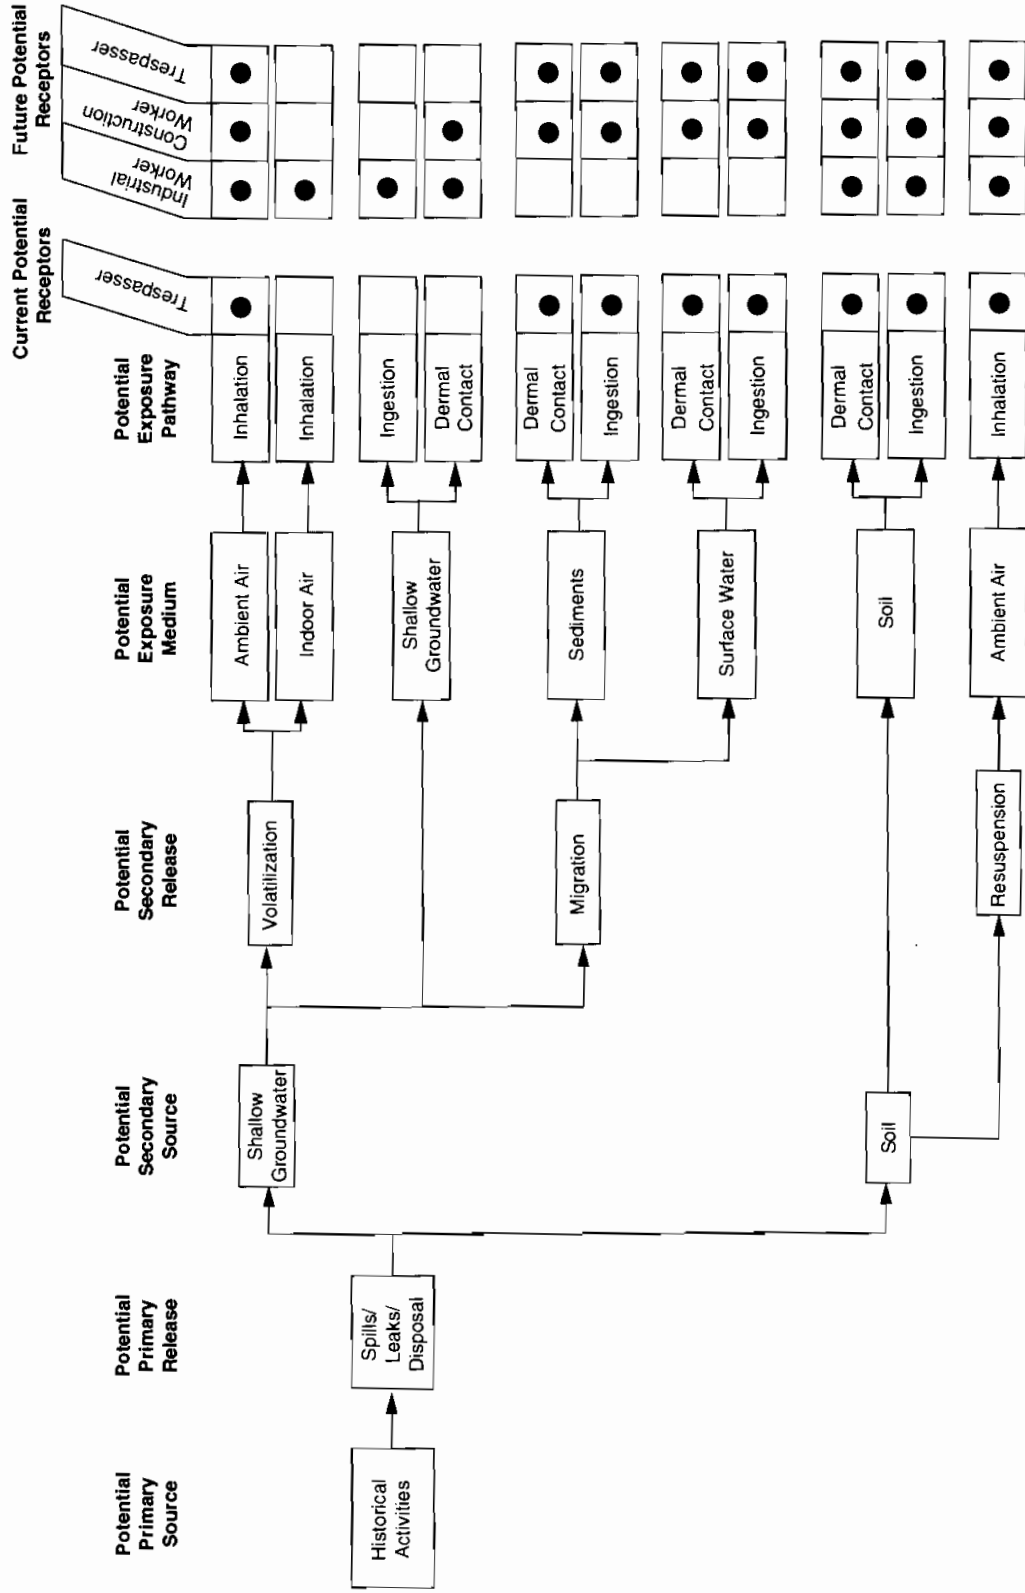 Potential
Primary
Source
Potential
Primary
Release
Potential
Secondary
Source
Potential
Secondary
Release
Potential
Exposure
Medium
Potential
Exposure
Pathway
Current Potential
Receptors
Future Potential
Receptors
Trespasser
Industrial
Worker
Construction
Worker
Trespasser
Historical
Activities
Spills/
Leaks/
Disposal
Shallow
Groundwater
Soil
Volatilization
Migration
Resuspension
Ambient Air
Indoor Air
Shallow
Groundwater
Sediments
Surface Water
Soil
Ambient Air
Inhalation
Inhalation
Ingestion
Dermal
Contact
Dermal
Contact
Ingestion
Dermal
Contact
Ingestion
Dermal
Contact
Ingestion
Inhalation